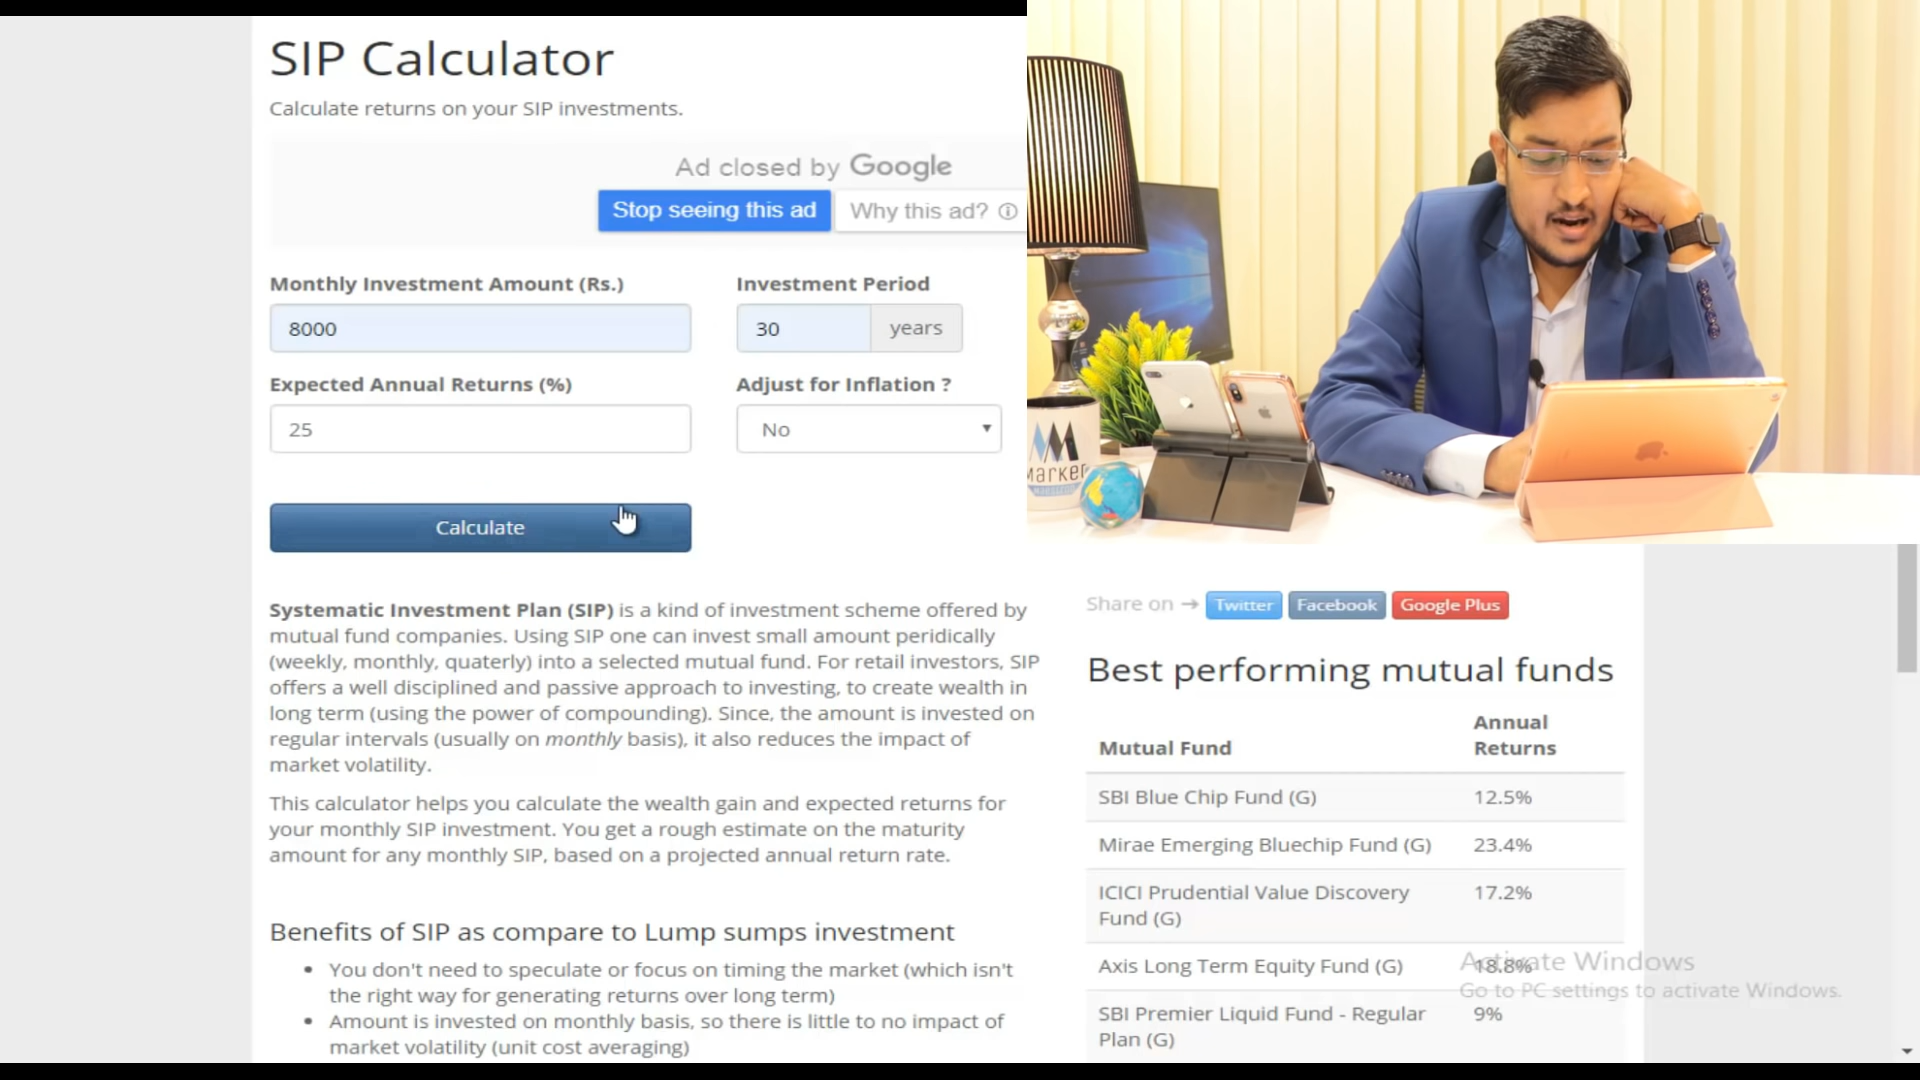 SIP Calculator
Calculate returns on your SIP investments.
Ad closed by Google
Stop seeing this ad
Why this ad?
Monthly Investment Amount (Rs.)
Investment Period
8000
30
years
Expected Annual Returns (%)
Adjust for Inflation ?
25
No
Calculate
Systematic Investment Plan (SIP) is a kind of investment scheme offered by
mutual fund companies. Using SIP one can invest small amount peridically
(weekly, monthly, quaterly) into a selected mutual fund. For retail investors, SIP
offers a well disciplined and passive approach to investing, to create wealth in
long term (using the power of compounding). Since, the amount is invested on
regular intervals (usually on monthly basis), it also reduces the impact of
market volatility.
This calculator helps you calculate the wealth gain and expected returns for
your monthly SIP investment. You get a rough estimate on the maturity
amount for any monthly SIP, based on a projected annual return rate.
Benefits of SIP as compare to Lump sumps investment
• You don't need to speculate or focus on timing the market (which isn't
the right way for generating returns over long term)
• Amount is invested on monthly basis, so there is little to no impact of
market volatility (unit cost averaging)
Share on → Twitter Facebook Google Plus
Best performing mutual funds
Mutual Fund
Annual
Returns
SBI Blue Chip Fund (G) 12.5%
Mirae Emerging Bluechip Fund (G) 23.4%
ICICI Prudential Value Discovery 17.2%
Fund (G)
Axis Long Term Equity Fund (G) 18.8%
SBI Premier Liquid Fund - Regular 9%
Plan (G)
Activate Windows
Go to PC settings to activate Windows.